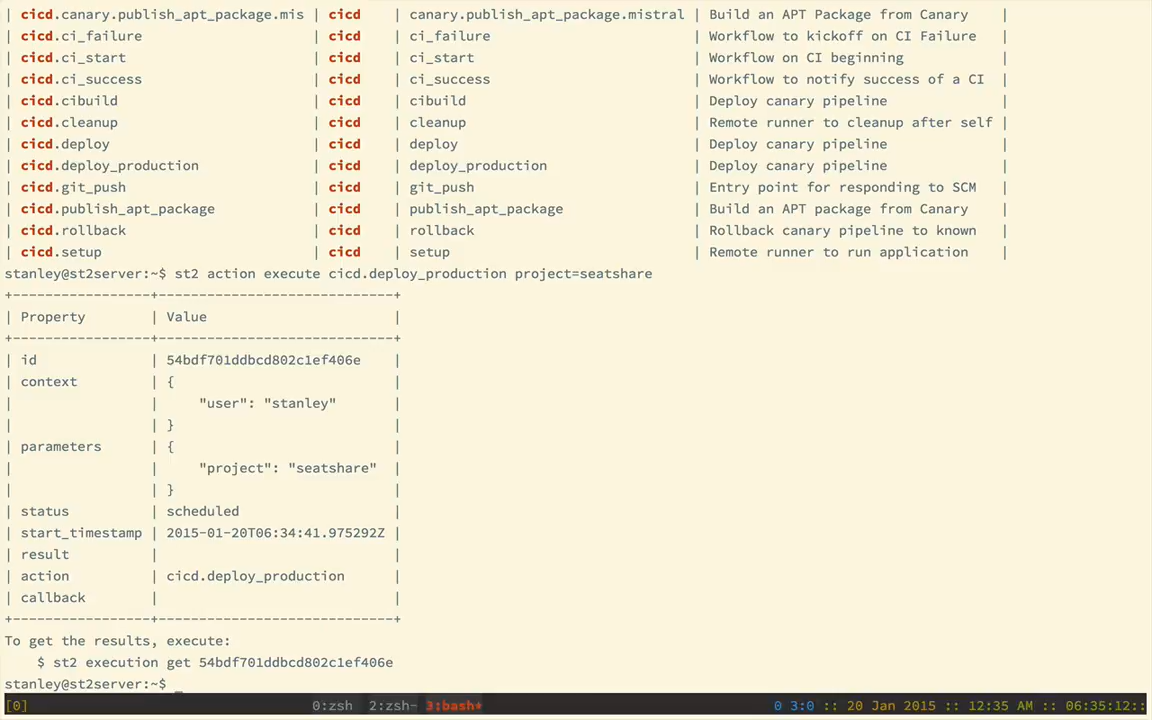 | cicd.canary.publish_apt_package.mis | cicd    | canary.publish_apt_package.mistral | Build an APT Package from Canary    |
| cicd.ci_failure                     | cicd    | ci_failure                         | Workflow to kickoff on CI Failure   |
| cicd.ci_start                       | cicd    | ci_start                           | Workflow on CI beginning            |
| cicd.ci_success                     | cicd    | ci_success                         | Workflow to notify success of a CI  |
| cicd.cibuild                        | cicd    | cibuild                            | Deploy canary pipeline              |
| cicd.cleanup                        | cicd    | cleanup                            | Remote runner to cleanup after self |
| cicd.deploy                         | cicd    | deploy                             | Deploy canary pipeline              |
| cicd.deploy_production              | cicd    | deploy_production                  | Deploy canary pipeline              |
| cicd.git_push                       | cicd    | git_push                           | Entry point for responding to SCM   |
| cicd.publish_apt_package            | cicd    | publish_apt_package                | Build an APT package from Canary    |
| cicd.rollback                       | cicd    | rollback                           | Rollback canary pipeline to known   |
| cicd.setup                          | cicd    | setup                              | Remote runner to run application    |
stanley@st2server:~$ st2 action execute cicd.deploy_production project=seatshare
+-----------------+-----------------------------+
| Property        | Value                       |
+-----------------+-----------------------------+
| id              | 54bdf701ddbcd802c1ef406e    |
| context         | {                           |
|                 |     "user": "stanley"       |
|                 | }                           |
| parameters      | {                           |
|                 |     "project": "seatshare"  |
|                 | }                           |
| status          | scheduled                   |
| start_timestamp | 2015-01-20T06:34:41.975292Z |
| result          |                             |
| action          | cicd.deploy_production      |
| callback        |                             |
+-----------------+-----------------------------+
To get the results, execute:
    $ st2 execution get 54bdf701ddbcd802c1ef406e
stanley@st2server:~$ _
[0] 0:zsh 2:zsh- 3:bash* 0 3:0 :: 20 Jan 2015 :: 12:35 AM :: 06:35:12::